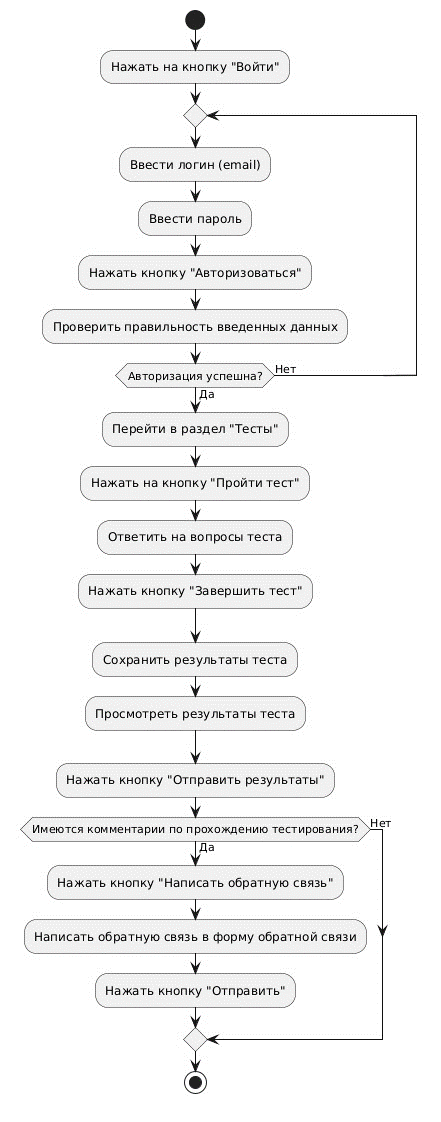 Нажать на кнопку "Войти"
Ввести логин (email)
Ввести пароль
Нажать кнопку "Авторизоваться"
Проверить правильность введенных данных
Авторизация успешна?
Нет
Да
Перейти в раздел "Тесты"
Нажать на кнопку "Пройти тест"
Ответить на вопросы теста
Нажать кнопку "Завершить тест"
Сохранить результаты теста
Просмотреть результаты теста
Нажать кнопку "Отправить результаты"
Имеются комментарии по прохождению тестирования?
Нет
Да
Нажать кнопку "Написать обратную связь"
Написать обратную связь в форму обратной связи
Нажать кнопку "Отправить"